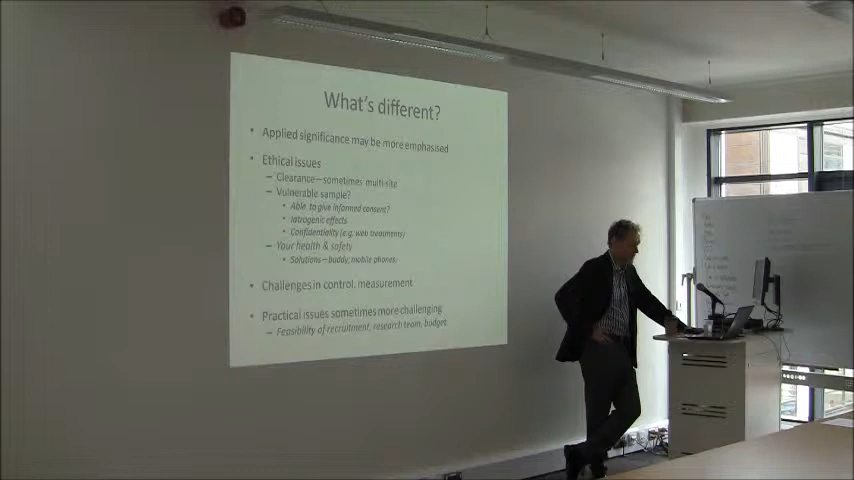 What's different?
• Applied significance may be more emphasised
• Ethical issues
– Clearance—sometimes multi-site
– Vulnerable sample?
• Able to give informed consent?
• Iatrogenic effects
• Confidentiality (e.g. web treatments)
– Your health & safety
• Solutions—buddy, mobile phones.
• Challenges in control, measurement
• Practical issues sometimes more challenging
– Feasibility of recruitment, research team, budget